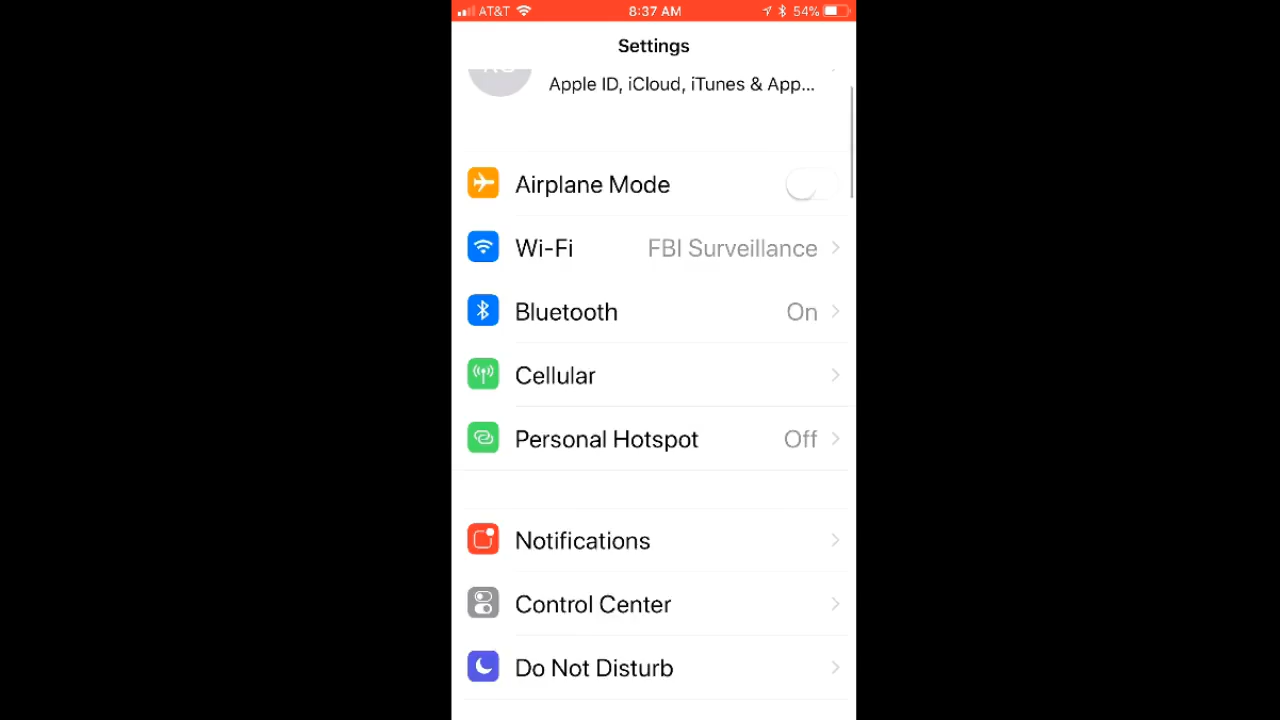 AT&T 8:37 AM 54%
Settings
Apple ID, iCloud, iTunes & App...
Airplane Mode
Wi-Fi FBI Surveillance
Bluetooth On
Cellular
Personal Hotspot Off
Notifications
Control Center
Do Not Disturb